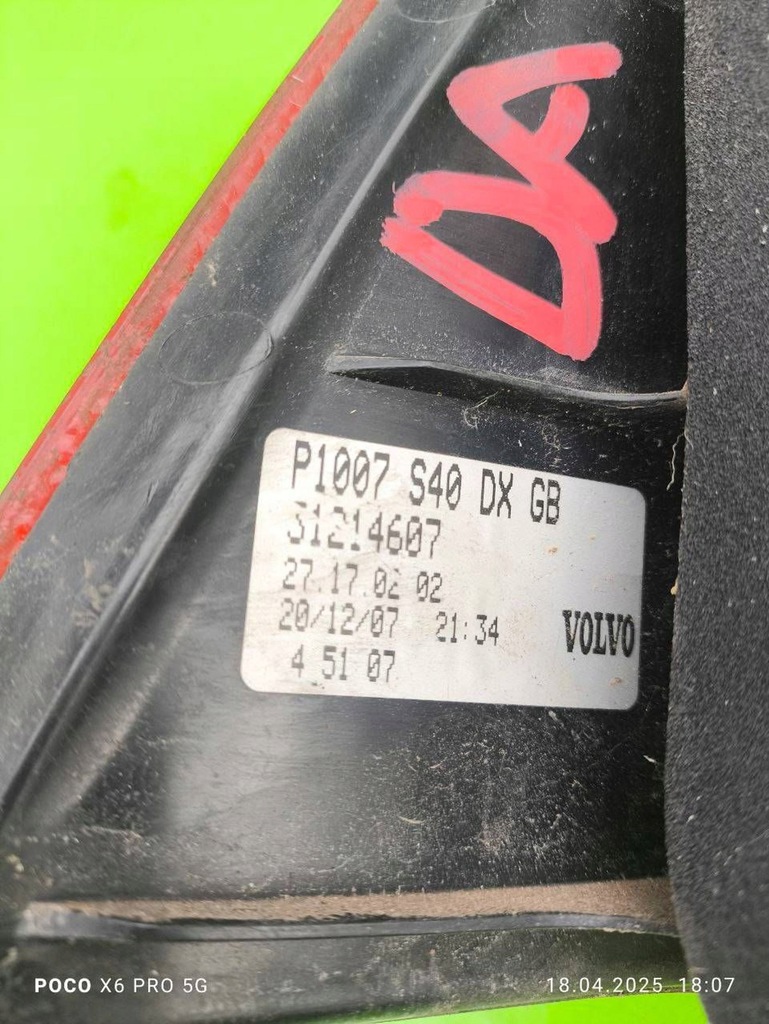 DA
P1007 S40 DX GB
31214607
27.17.02 02
20/12/07 21:34
VOLVO
4 51 07
POCO X6 PRO 5G
18.04.2025 18:07